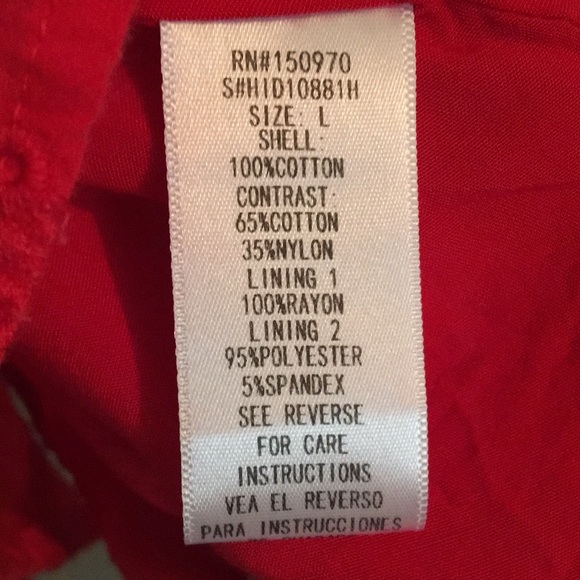 RN#150970
S#HID10881H
SIZE: L
SHELL:
100%COTTON
CONTRAST:
65%COTTON
35%NYLON
LINING 1
100%RAYON
LINING 2
95%POLYESTER
5%SPANDEX
SEE REVERSE
FOR CARE
INSTRUCTIONS
VEA EL REVERSO
PARA INSTRUCCIONES